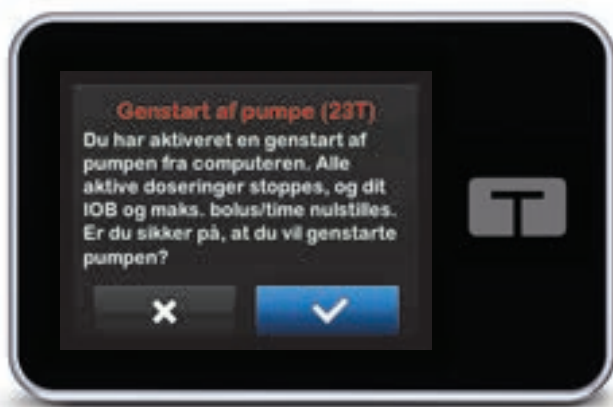 Genstart af pumpe (23T)
Du har aktiveret en genstart af
pumpen fra computeren. Alle
aktive doseringer stoppes, og dit
IOB og maks. bolus/time nulstilles.
Er du sikker på, at du vil genstarte
pumpen?
T